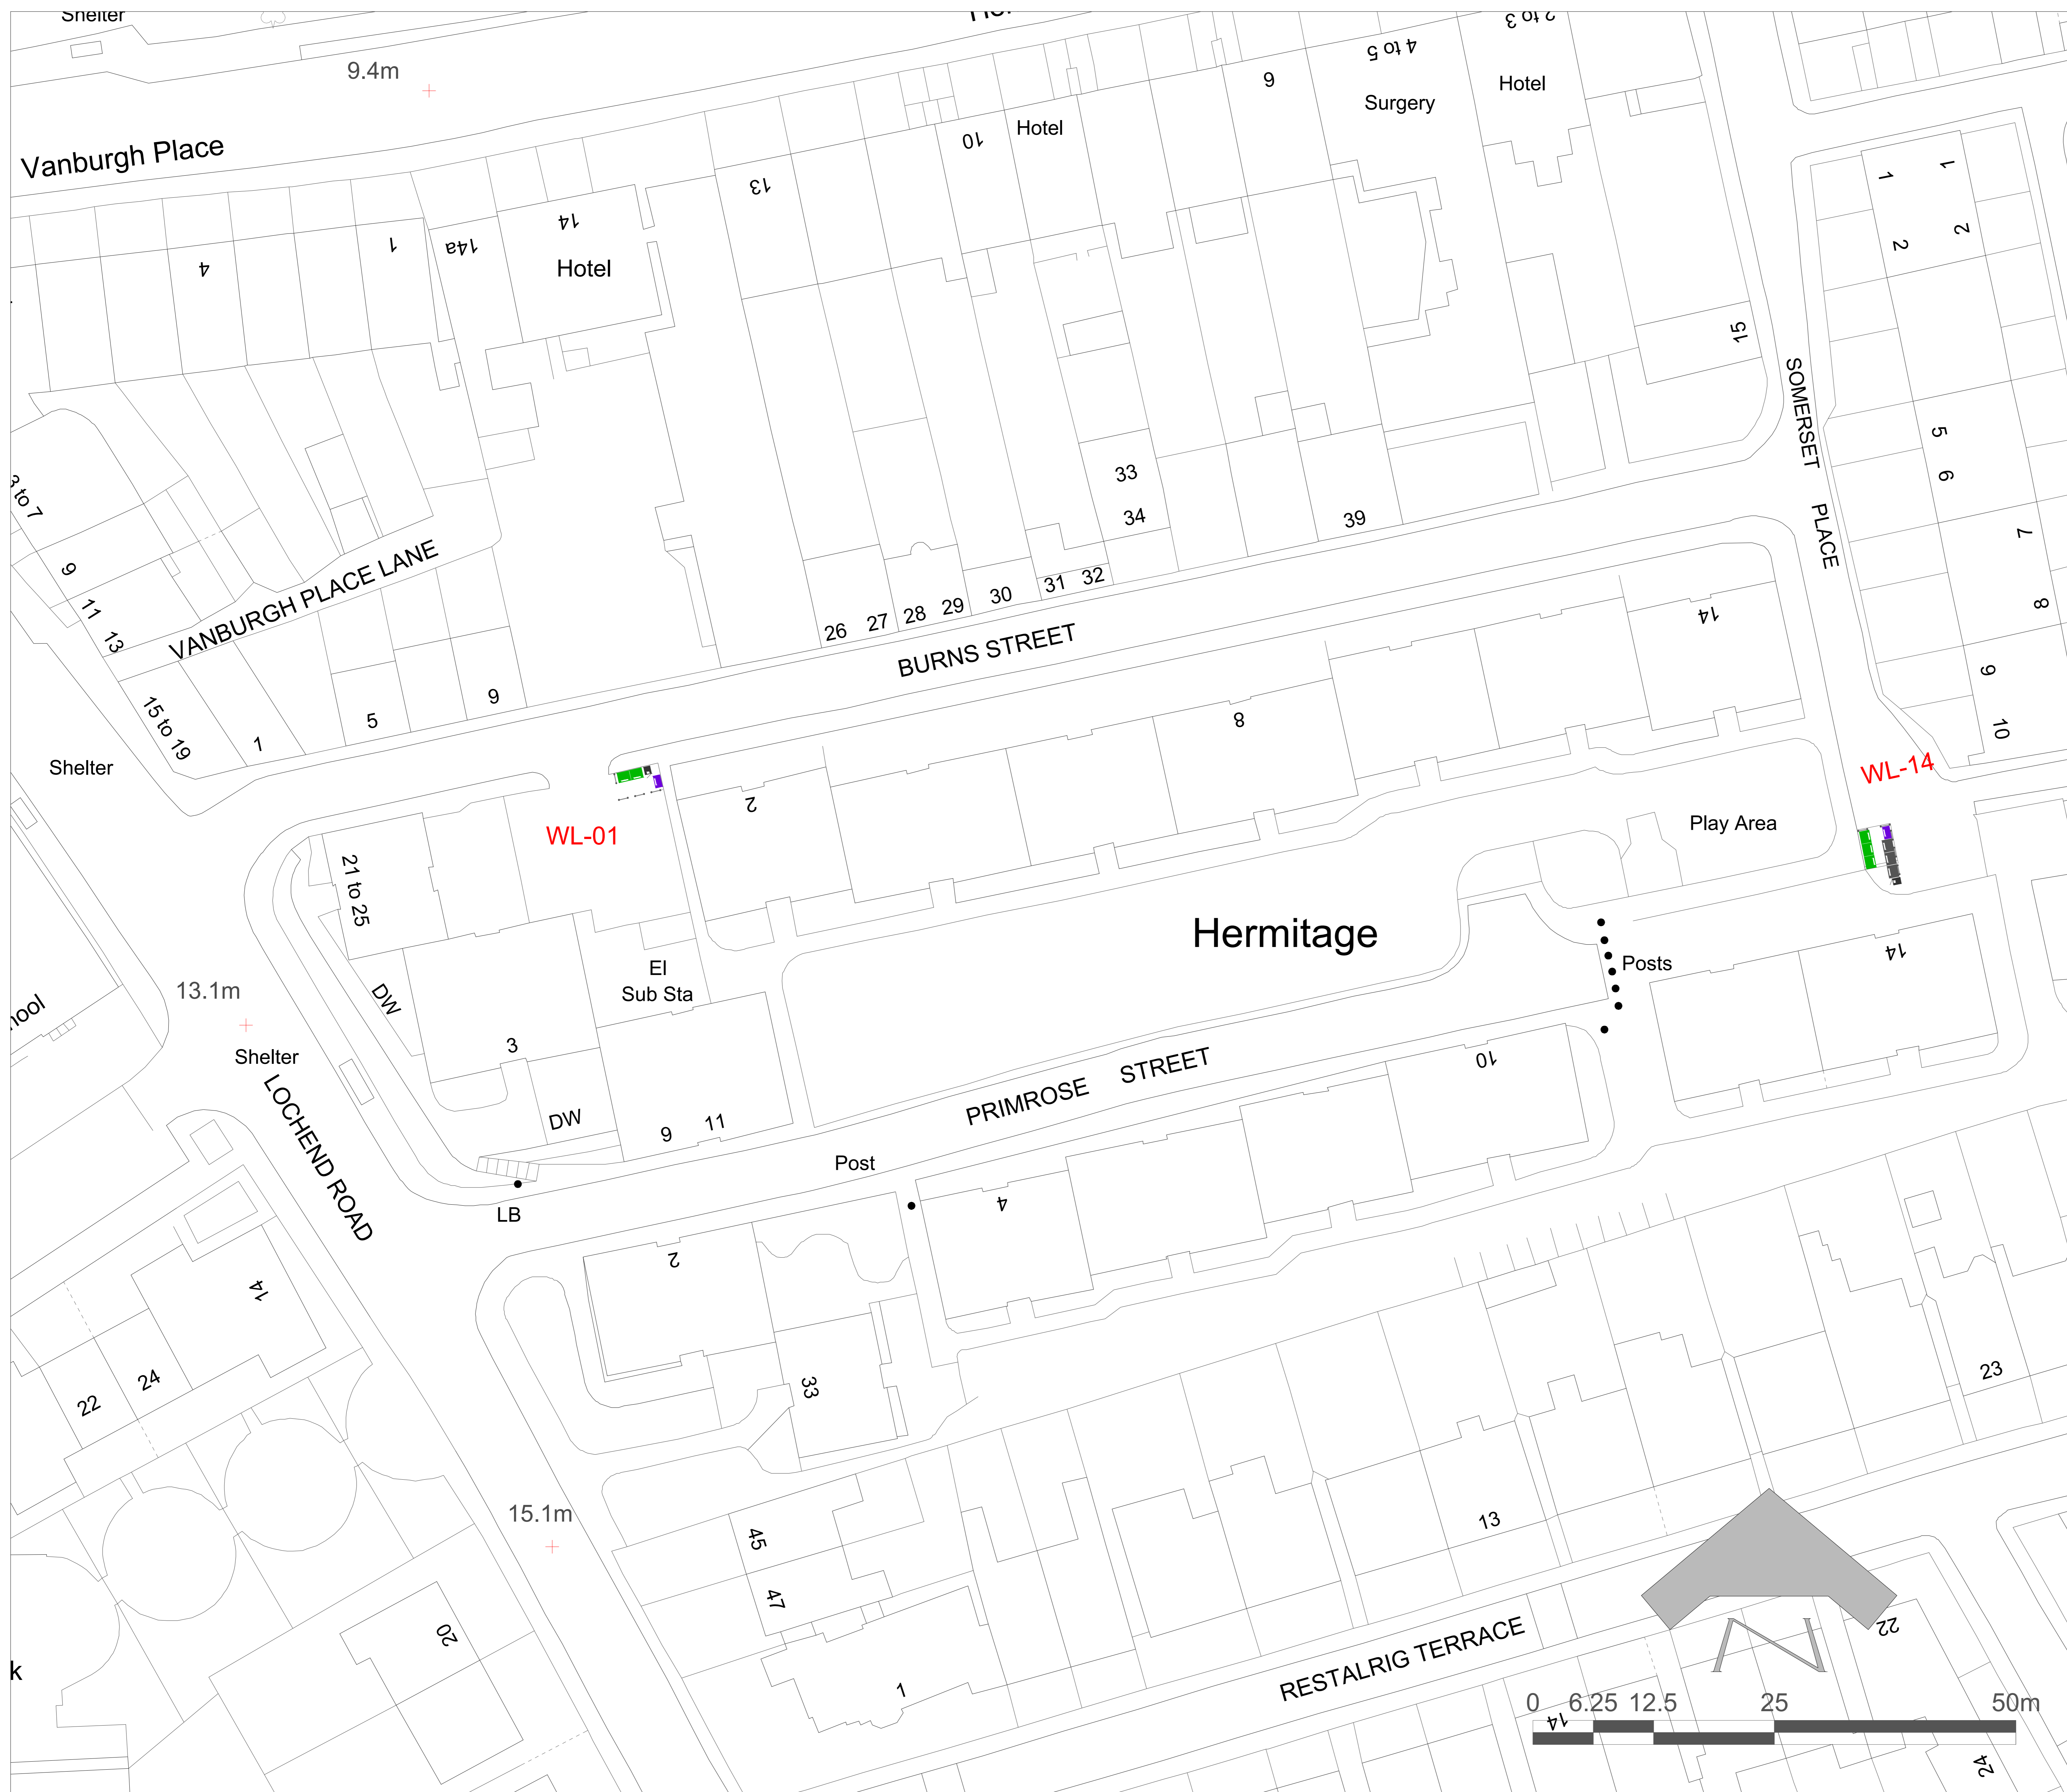 Shelter
9.4m
2 to 3
4 to 5
6
Hotel
Surgery
Hotel
10
Vanburgh Place
13
14
14a
1
4
Hotel
1
1
2
2
15
SOMERSET PLACE
5
6
7
8
9
10
3 to 7
9
11
13
VANBURGH PLACE LANE
15 to 19
1
5
9
33
34
39
26
27
28
29
30
31
32
BURNS STREET
14
8
2
Shelter
WL-01
WL-14
Play Area
21 to 25
Hermitage
El
Sub Sta
DW
Posts
14
13.1m
3
Shelter
LOCHEND ROAD
DW
9
11
PRIMROSE STREET
10
Post
4
LB
2
14
22
24
33
23
15.1m
45
47
13
20
1
RESTALRIG TERRACE
22
N
0 6.25 12.5 25 50m
14
24
k